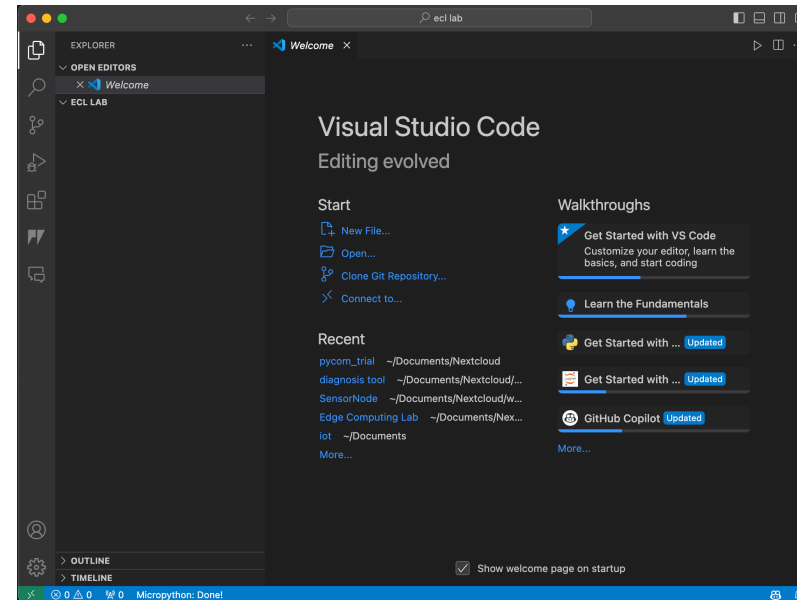 ecl lab
EXPLORER
Welcome
OPEN EDITORS
Welcome
ECL LAB
Visual Studio Code
Editing evolved
Start
New File...
Open...
Clone Git Repository...
Connect to...
Recent
pycom_trial ~/Documents/Nextcloud
diagnosis tool ~/Documents/Nextcloud/...
SensorNode ~/Documents/Nextcloud/w...
Edge Computing Lab ~/Documents/Nex...
iot ~/Documents
More...
Walkthroughs
Get Started with VS Code
Customize your editor, learn the
basics, and start coding
Learn the Fundamentals
Get Started with ... Updated
Get Started with ... Updated
GitHub Copilot Updated
More...
OUTLINE
TIMELINE
Show welcome page on startup
0 0 0 Micropython: Done!